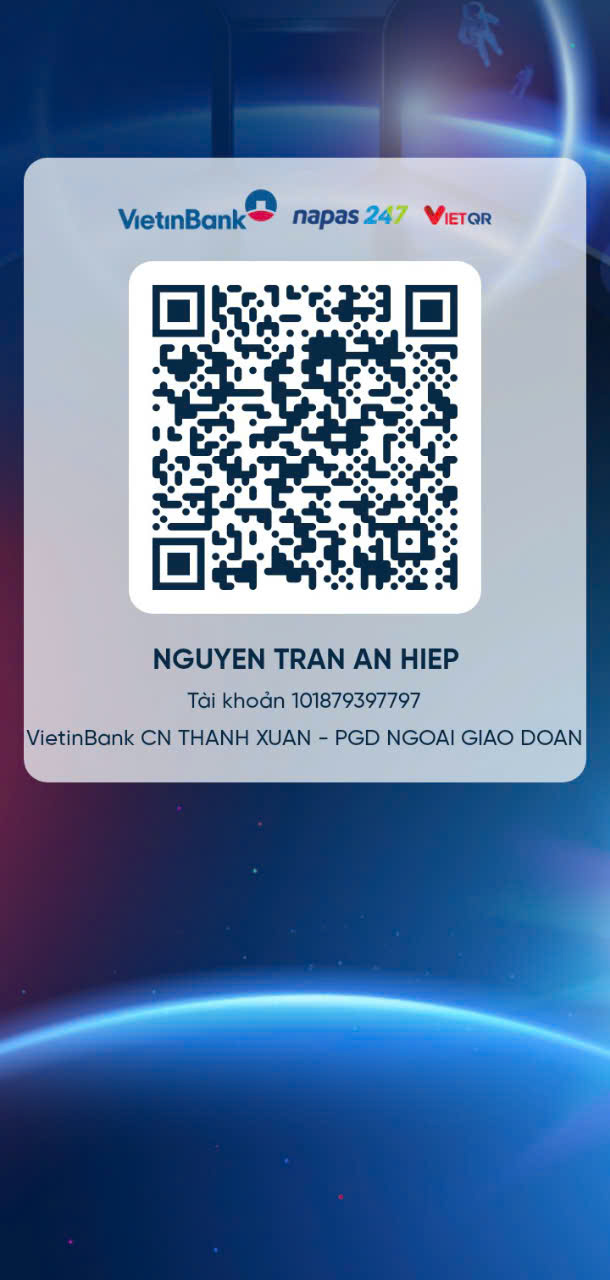 VietinBank napas 247 VIETQR
NGUYEN TRAN AN HIEP
Tài khoản 101879397797
VietinBank CN THANH XUAN - PGD NGOAI GIAO DOAN